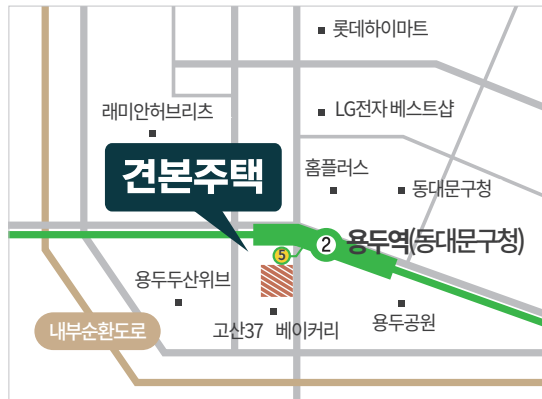 롯데하이마트
래미안허브리츠
LG전자 베스트샵
견본주택
홈플러스
동대문구청
5
2 용두역(동대문구청)
용두두산위브
내부순환도로
고산37 베이커리
용두공원